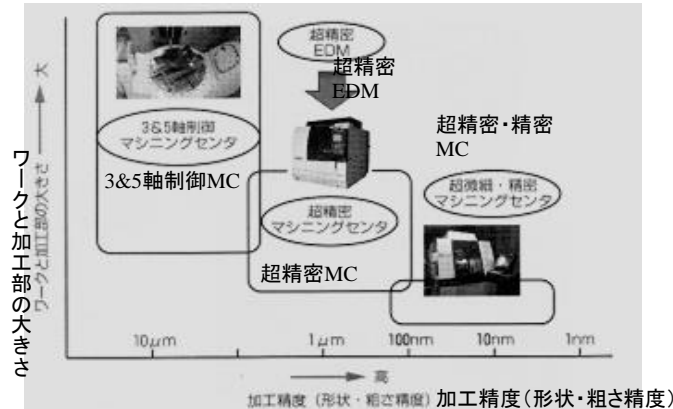 超精密
EDM
超精密
EDM
3&5軸制御
マシニングセンタ
3&5軸制御MC
超精密・精密
MC
超微細・精密
マシニングセンタ
超精密
マシニングセンタ
超精密MC
大
ワークと加工部の大きさ
ワークと加工部の大きさ
10μm
1μm
100nm
10nm
1nm
高
加工精度（形状・粗さ精度）
加工精度（形状・粗さ精度）